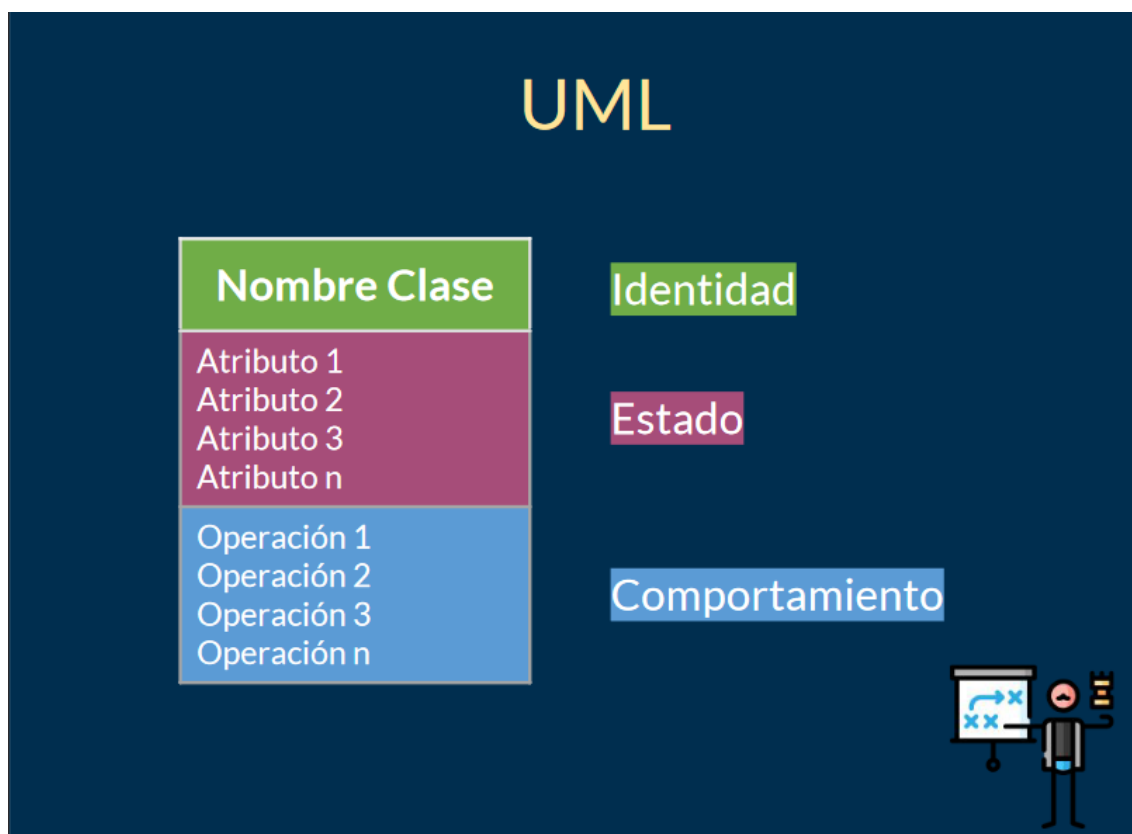 UML
Nombre Clase
Identidad
Atributo 1
Atributo 2
Atributo 3
Atributo n
Estado
Operación 1
Operación 2
Operación 3
Operación n
Comportamiento